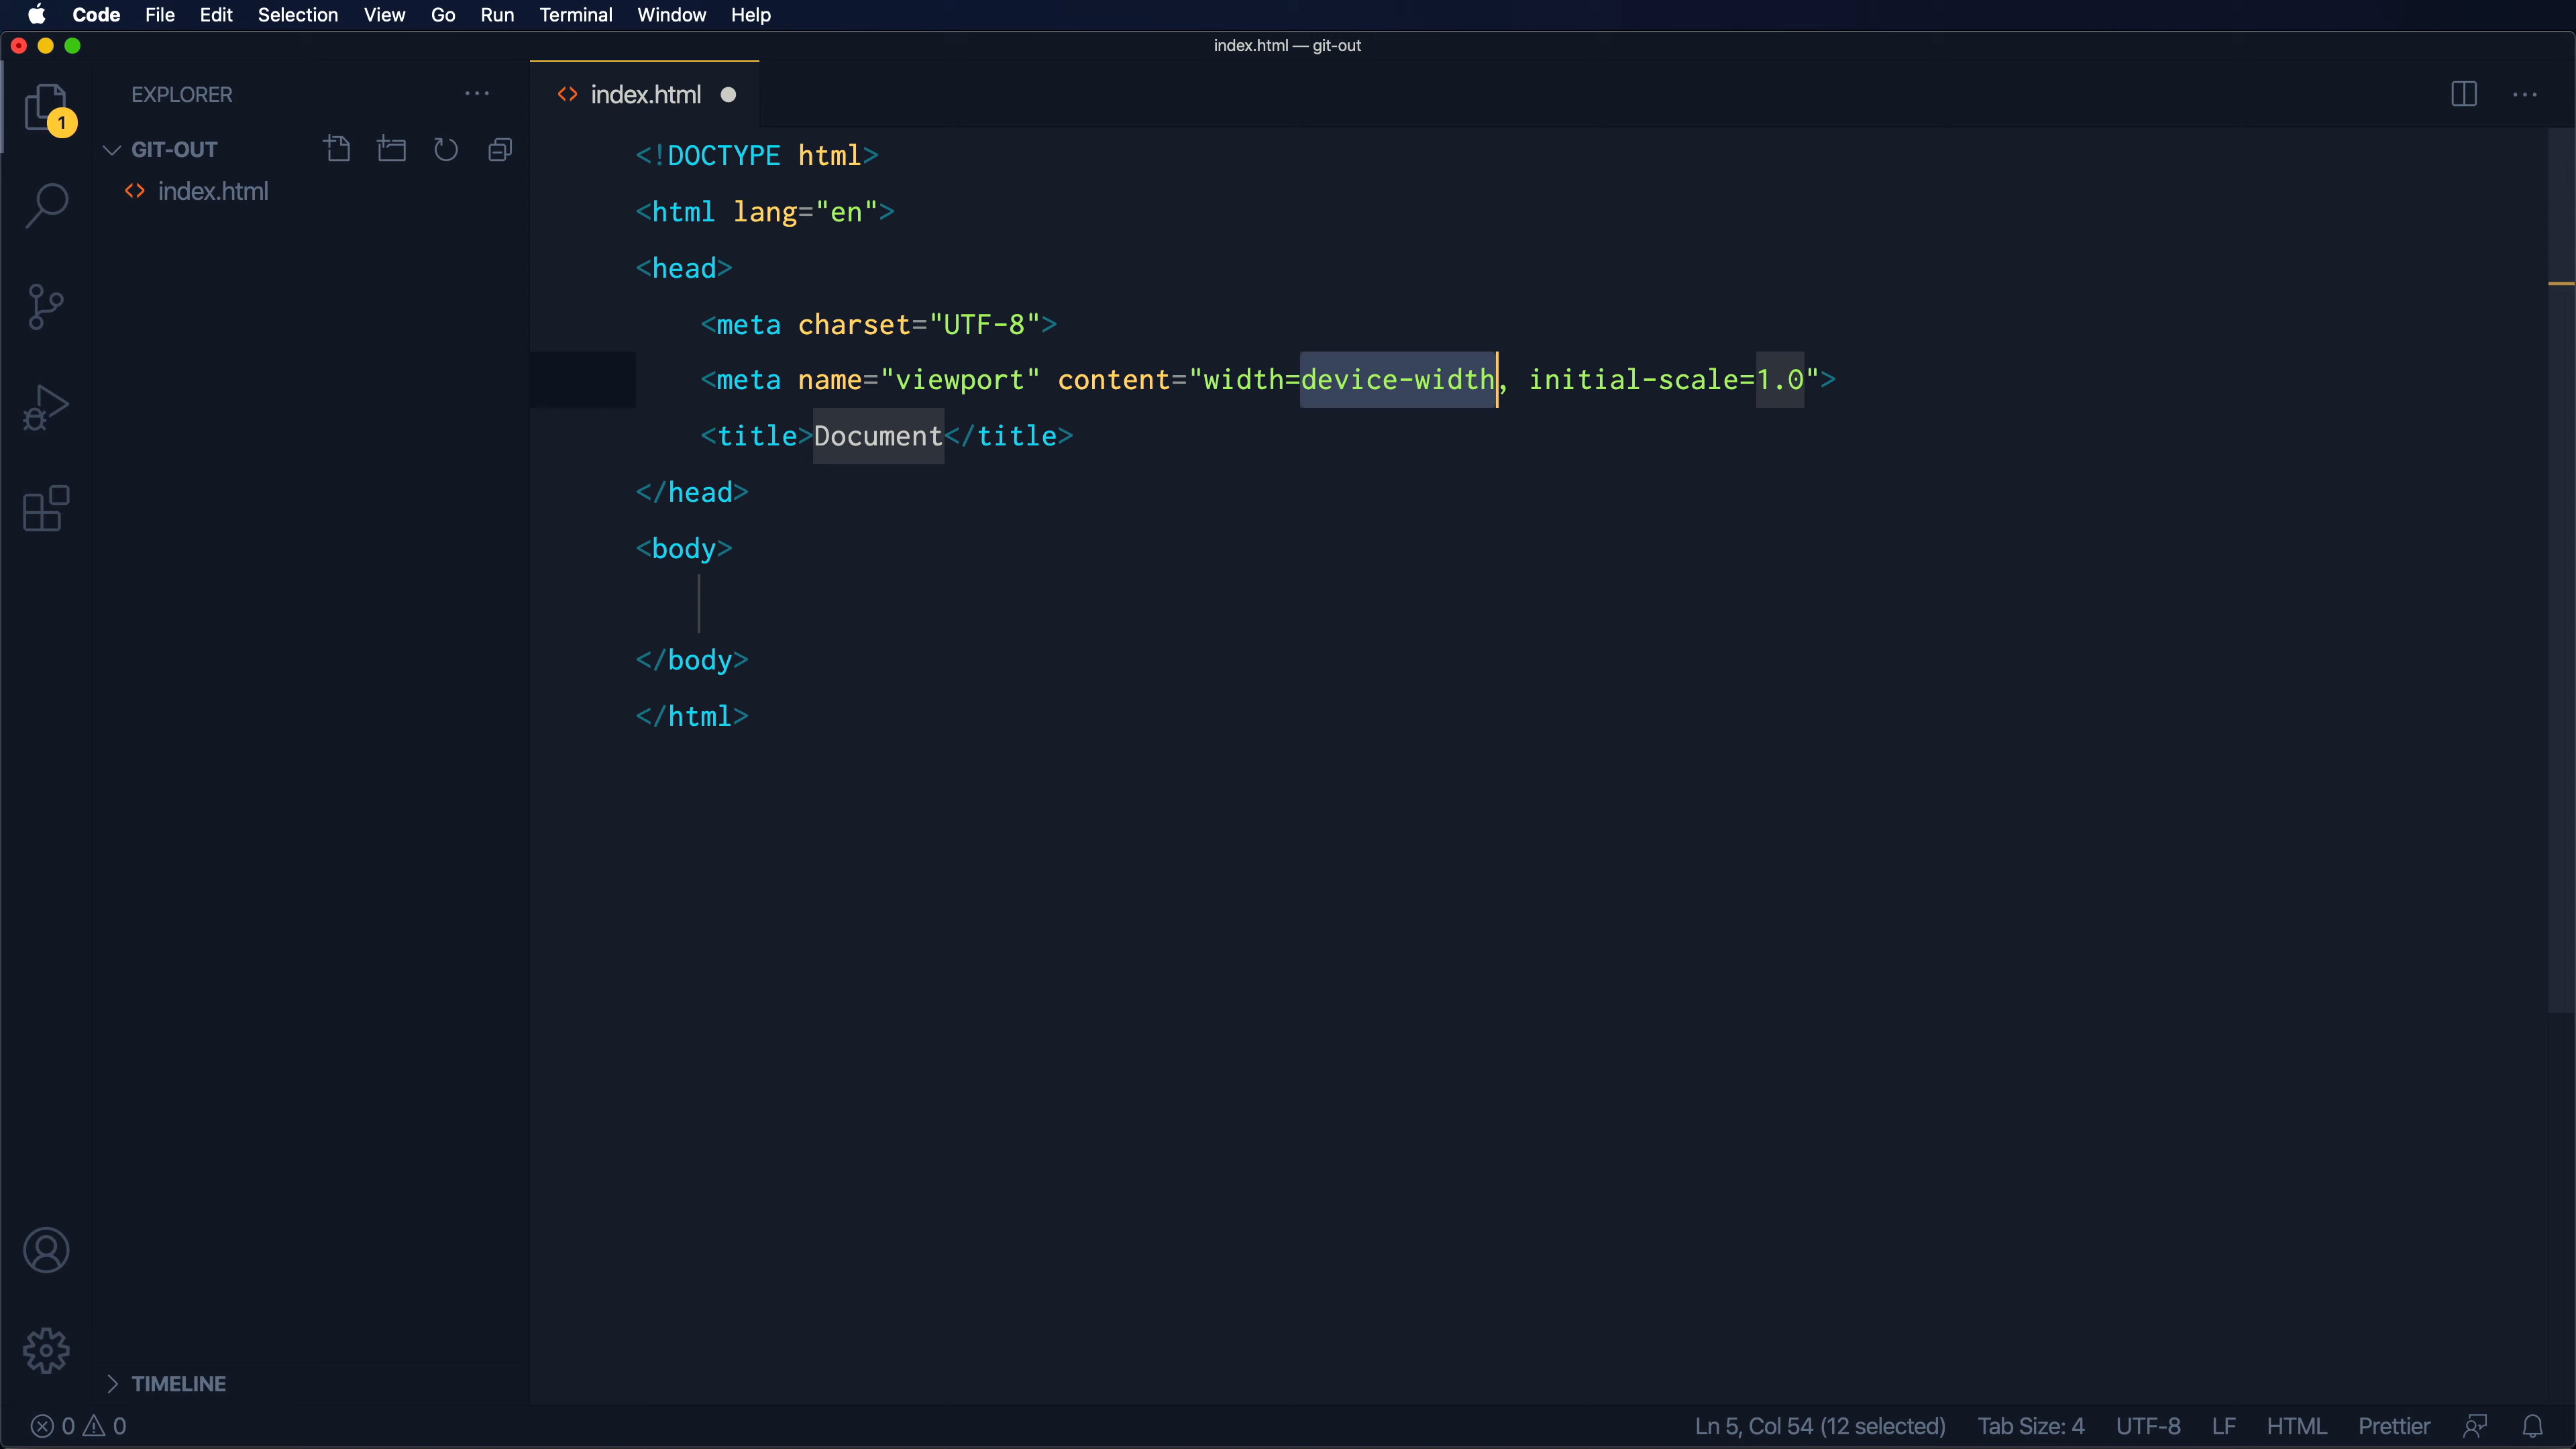 Code File Edit Selection View Go Run Terminal Window Help
index.html — git-out
EXPLORER
index.html
1
GIT-OUT
index.html
<!DOCTYPE html>
<html lang="en">
<head>
<meta charset="UTF-8">
<meta name="viewport" content="width=device-width, initial-scale=1.0">
<title>Document</title>
</head>
<body>
</body>
</html>
TIMELINE
0 0
Ln 5, Col 54 (12 selected) Tab Size: 4 UTF-8 LF HTML Prettier